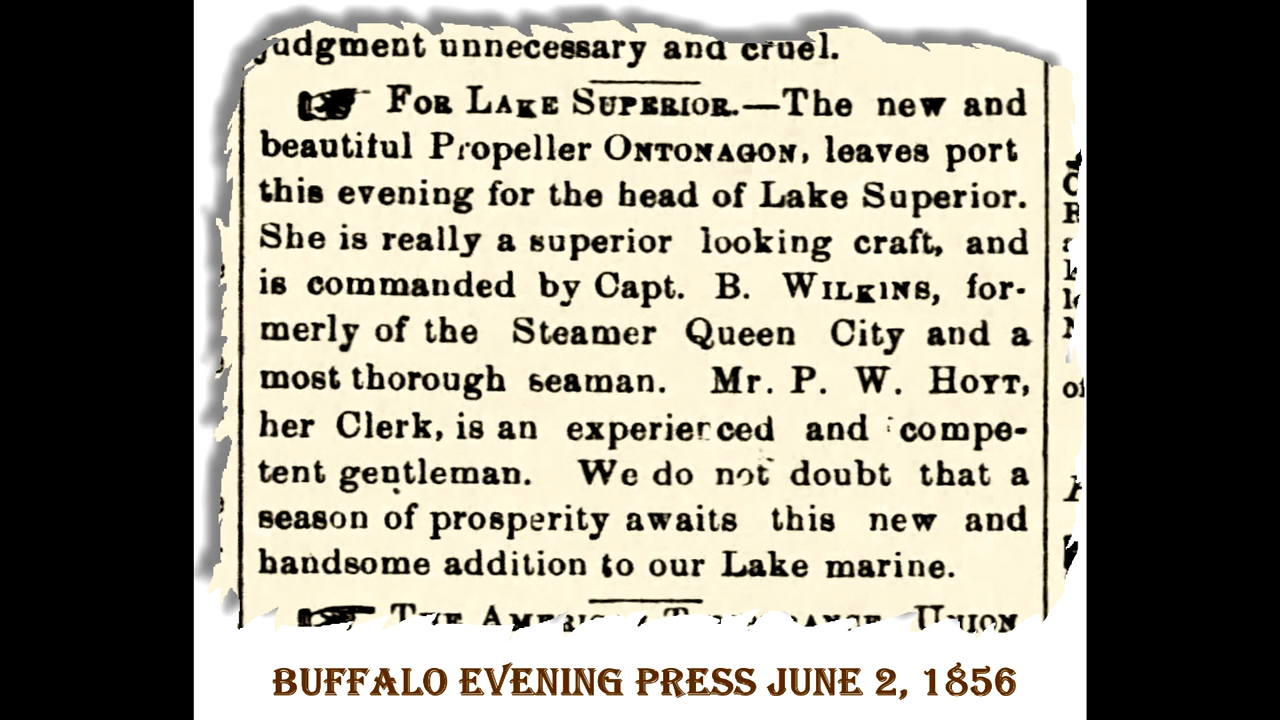 judgment unnecessary and cruel.
☞ FOR LAKE SUPERIOR.—The new and
beautiful Propeller ONTONAGON, leaves port
this evening for the head of Lake Superior.
She is really a superior looking craft, and
is commanded by Capt. B. WILKINS, for-
merly of the Steamer Queen City and a
most thorough seaman. Mr. P. W. HOYT,
her Clerk, is an experienced and compe-
tent gentleman. We do not doubt that a
season of prosperity awaits this new and
handsome addition to our Lake marine.
☞ THE UNION
BUFFALO EVENING PRESS JUNE 2, 1856